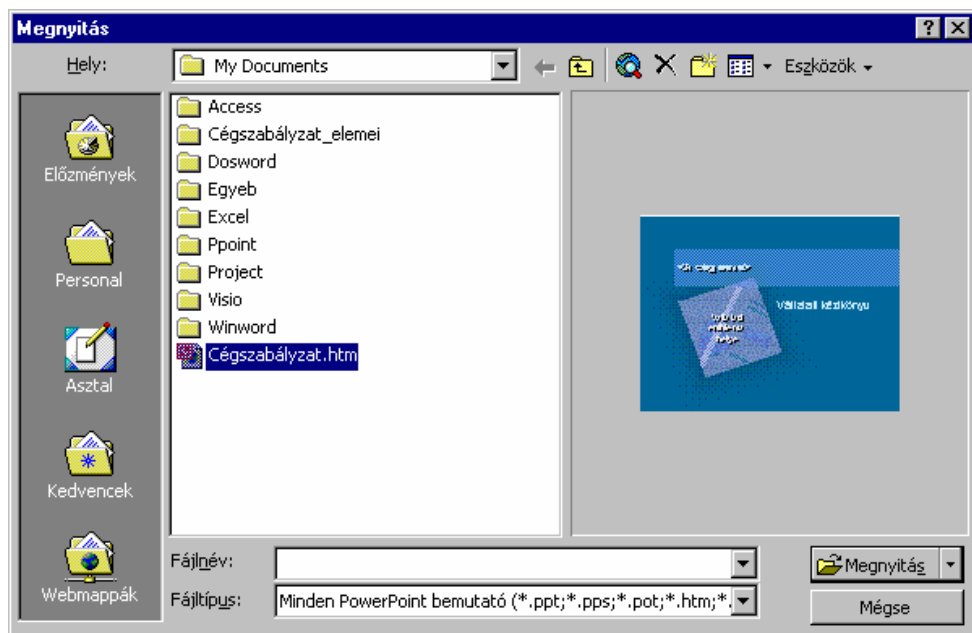 Megnyitás
Hely:
My Documents
Eszközök
Előzmények
Personal
Asztal
Kedvencek
Webmappák
Access
Cégszabályzat_elemei
Dosword
Egyéb
Excel
Ppoint
Project
Visio
Winword
Cégszabályzat.htm
Vállalati kézikönyv
Fájlnév:
Megnyitás
Fájltípus:
Minden PowerPoint bemutató (*.ppt;*.pps;*.pot;*.htm;*.
Mégse